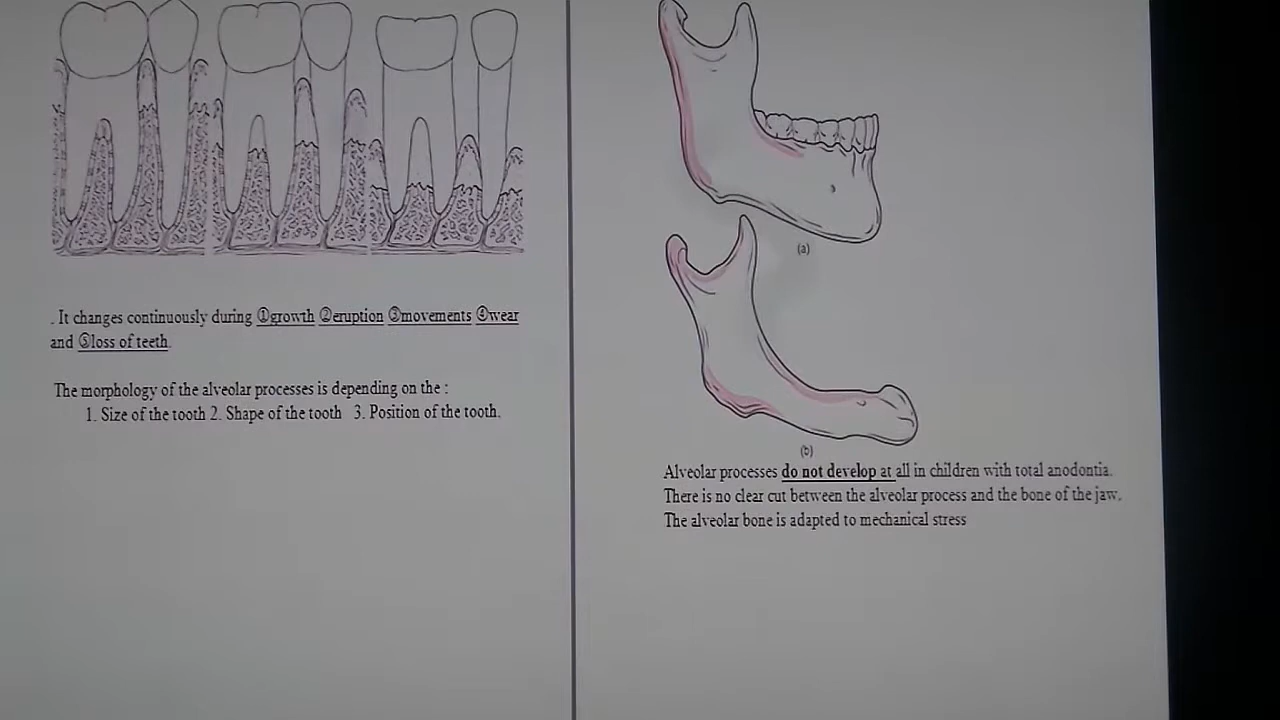 . It changes continuously during ①growth ②eruption ③movements ④wear
and ⑤loss of teeth.
The morphology of the alveolar processes is depending on the :
1. Size of the tooth 2. Shape of the tooth 3. Position of the tooth.
(a)
(b)
Alveolar processes do not develop at all in children with total anodontia.
There is no clear cut between the alveolar process and the bone of the jaw.
The alveolar bone is adapted to mechanical stress